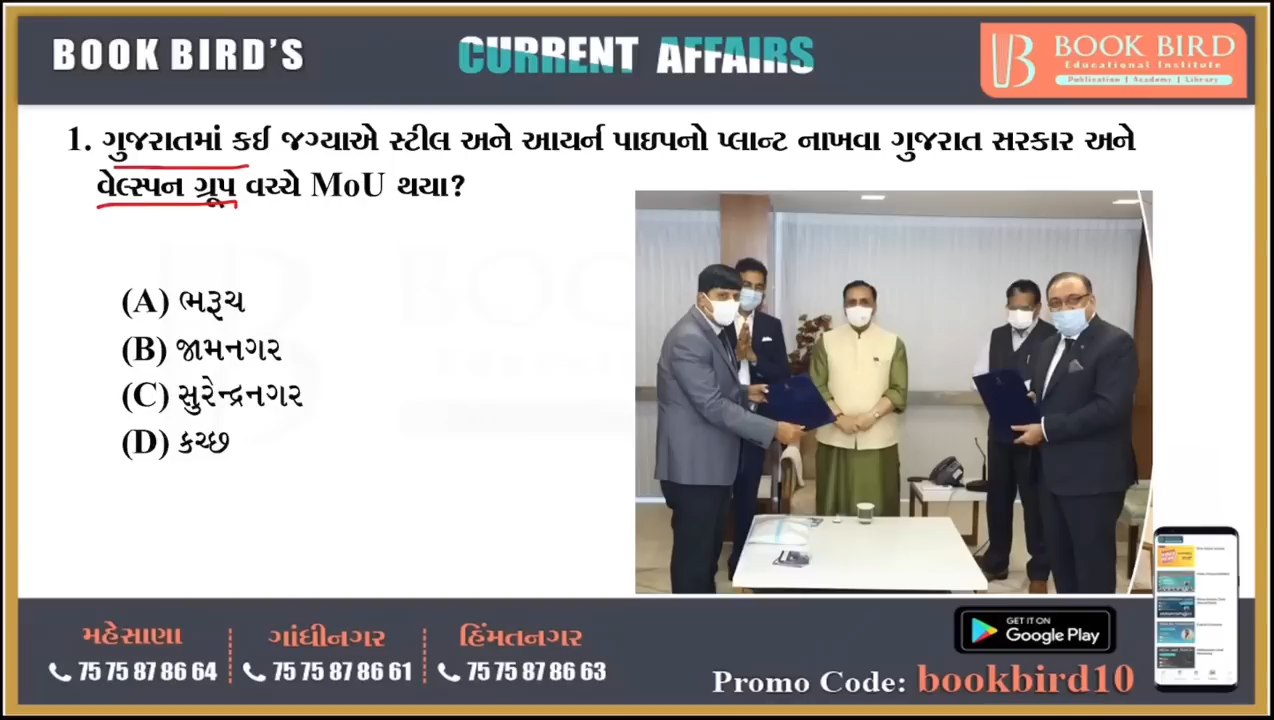 BOOK BIRD'S
CURRENT AFFAIRS
BOOK BIRD
Educational Institute
Publication | Academy | Library
1. ગુજરાતમાં કઈ જગ્યાએ સ્ટીલ અને આયર્ન પાઇપનો પ્લાન્ટ નાખવા ગુજરાત સરકાર અને
વેલ્સ્પન ગ્રૂપ વચ્ચે MoU થયા?
(A) ભરૂચ
(B) જામનગર
(C) સુરેન્દ્રનગર
(D) કચ્છ
મહેસાણા
75 75 87 86 64
ગાંધીનગર
75 75 87 86 61
હિંમતનગર
75 75 87 86 63
GET IT ON
Google Play
Promo Code: bookbird10